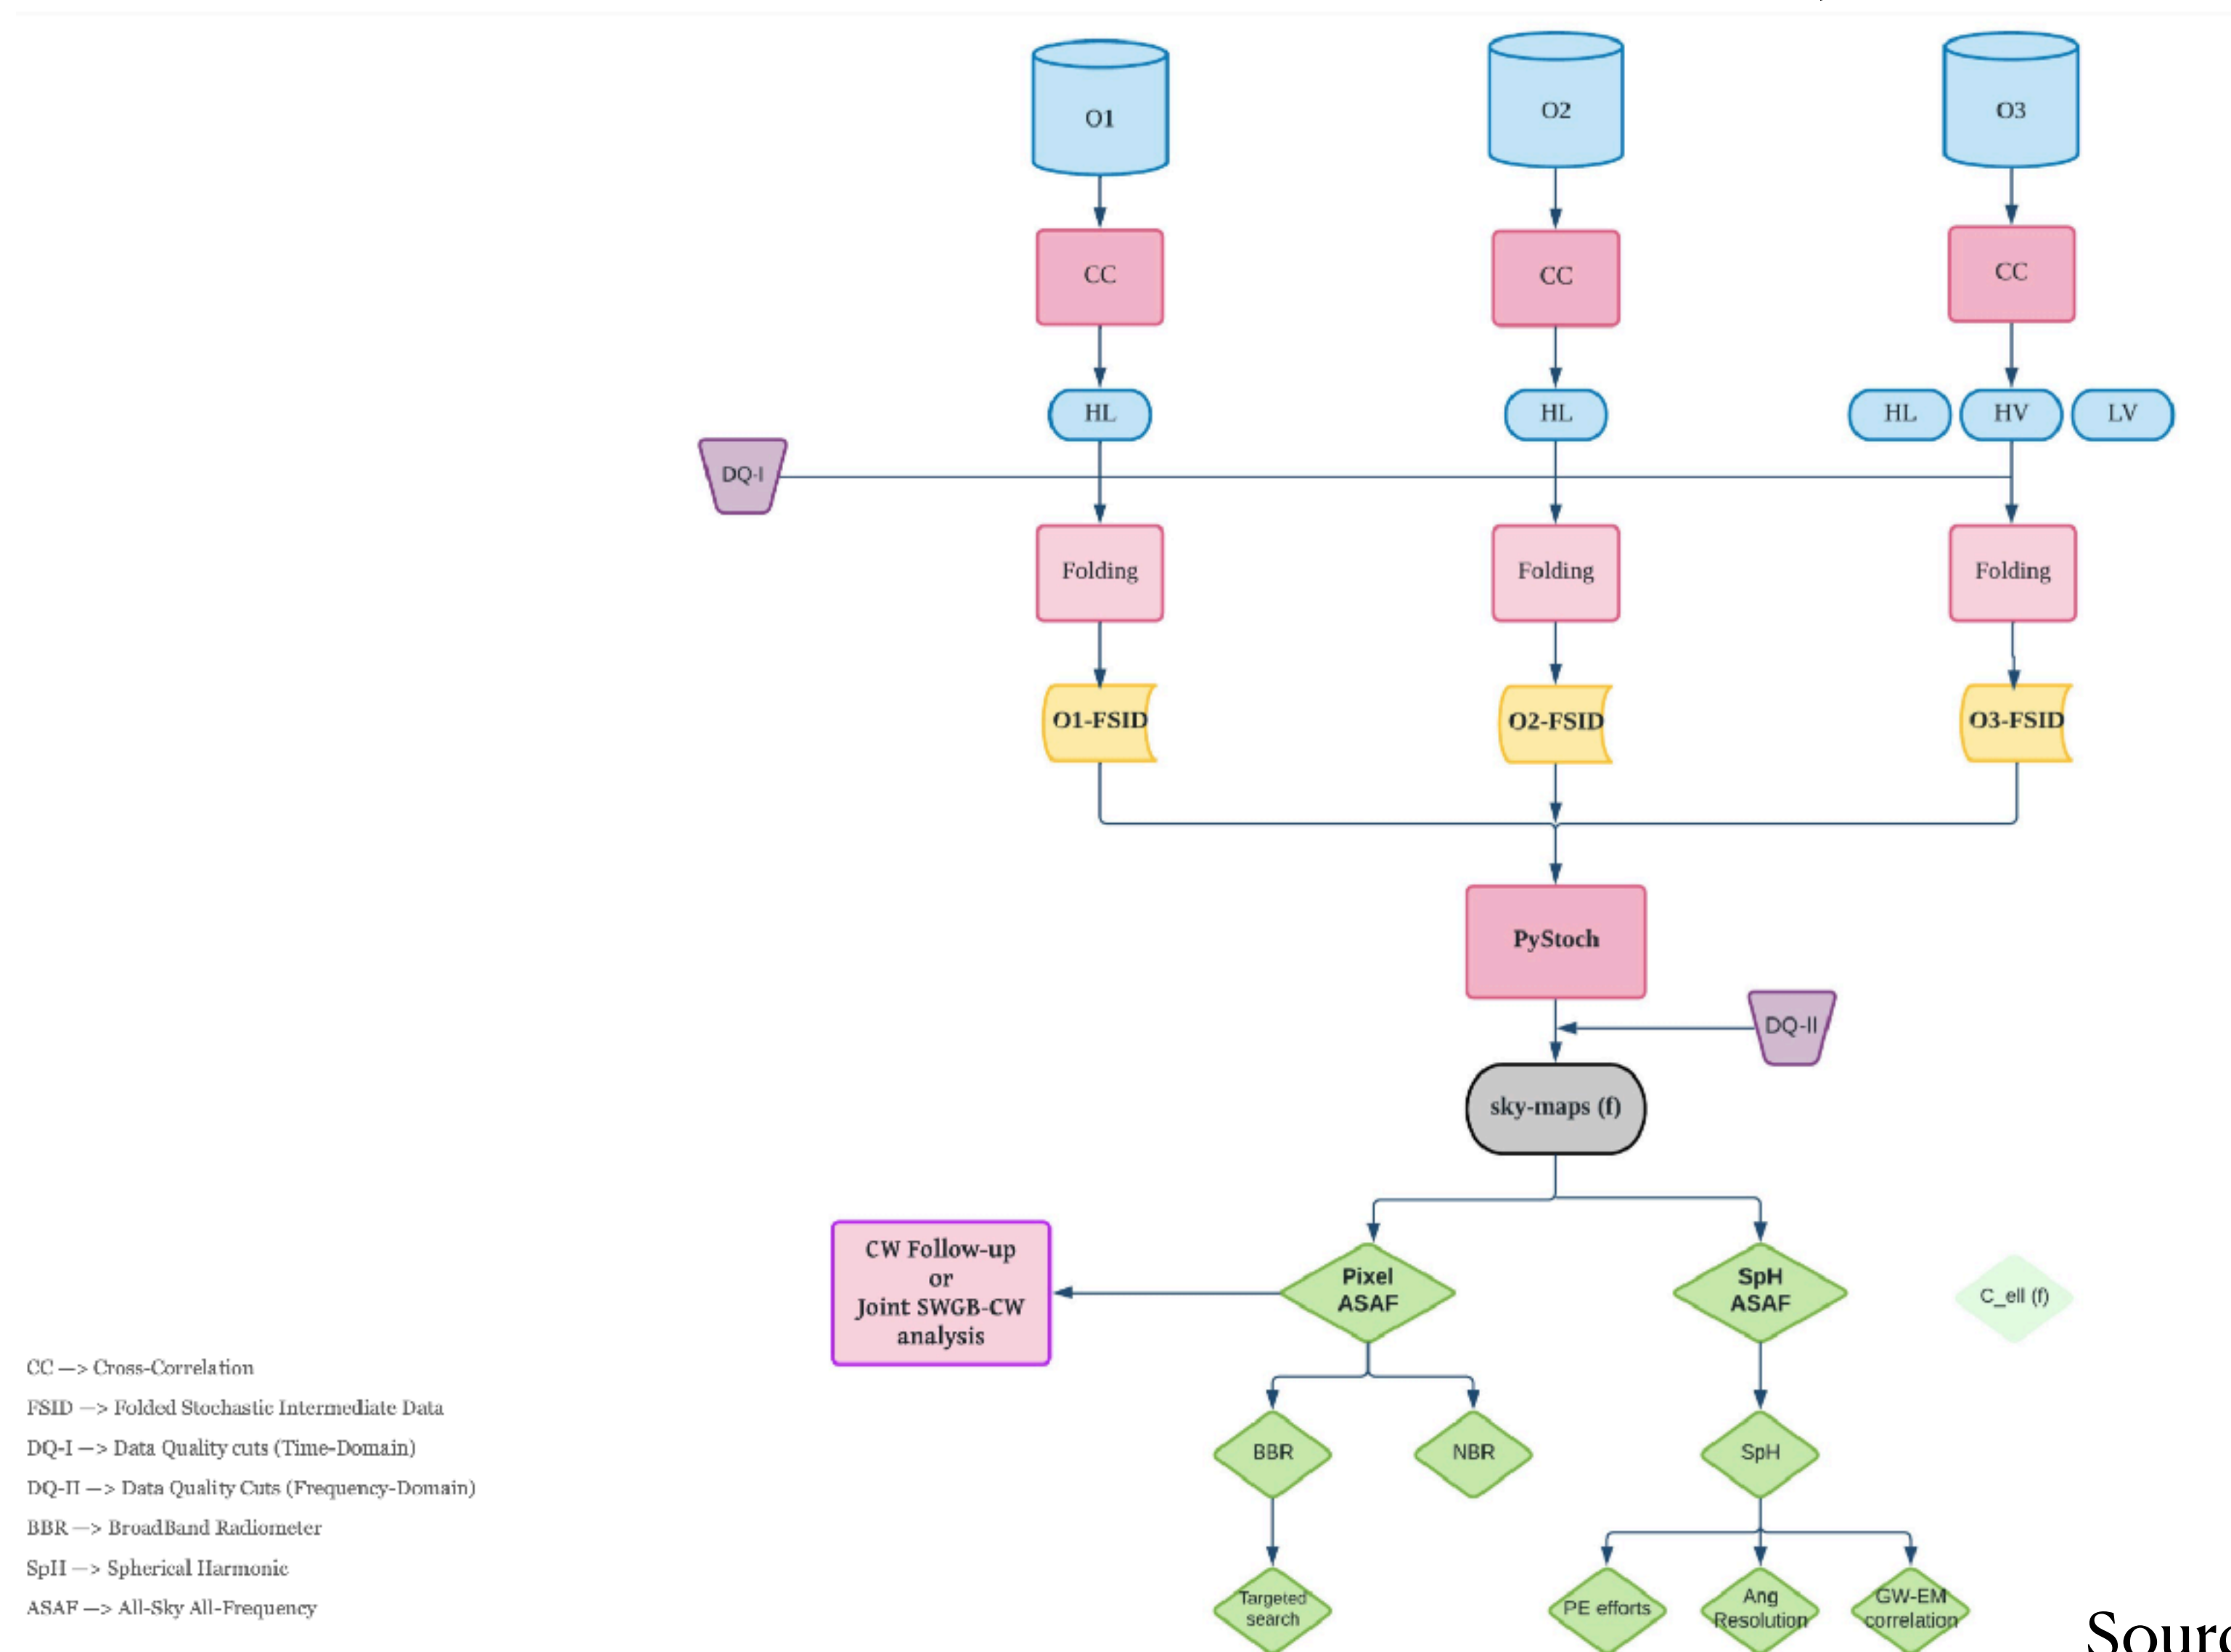 O1
O2
O3
CC
CC
CC
HL
HL
HL
HV
LV
DQ-I
Folding
Folding
Folding
O1-FSID
O2-FSID
O3-FSID
PyStoch
DQ-II
sky-maps (f)
CW Follow-up
or
Joint SWGB-CW
analysis
Pixel
ASAF
SpH
ASAF
C_ell (f)
BBR
NBR
SpH
Targeted
search
PE efforts
Ang
Resolution
GW-EM
correlation
CC —> Cross-Correlation
FSID —> Folded Stochastic Intermediate Data
DQ-I —> Data Quality cuts (Time-Domain)
DQ-II —> Data Quality Cuts (Frequency-Domain)
BBR —> BroadBand Radiometer
SpH —> Spherical Harmonic
ASAF —> All-Sky All-Frequency